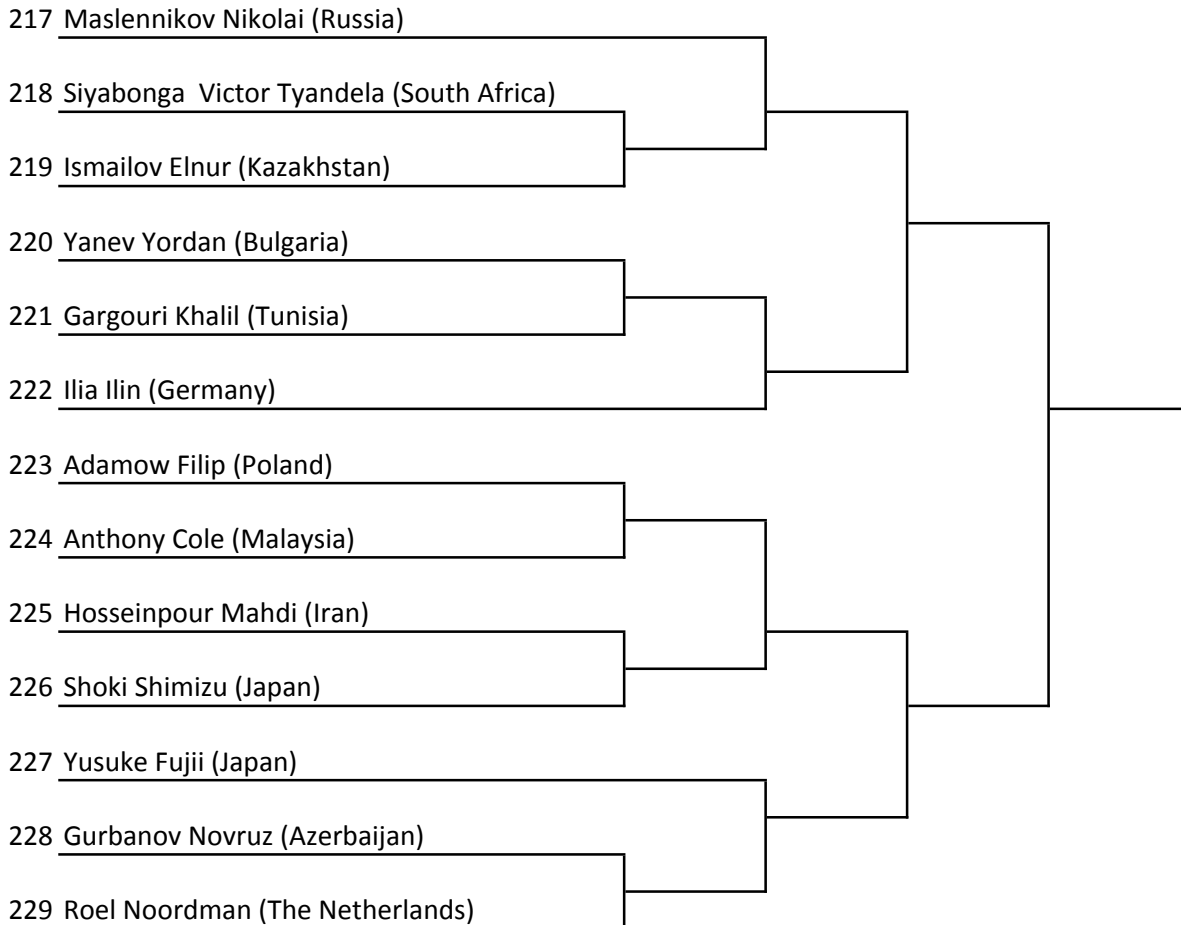 217 Maslennikov Nikolai (Russia)
218 Siyabonga  Victor Tyandela (South Africa)
219 Ismailov Elnur (Kazakhstan)
220 Yanev Yordan (Bulgaria)
221 Gargouri Khalil (Tunisia)
222 Ilia Ilin (Germany)
223 Adamow Filip (Poland)
224 Anthony Cole (Malaysia)
225 Hosseinpour Mahdi (Iran)
226 Shoki Shimizu (Japan)
227 Yusuke Fujii (Japan)
228 Gurbanov Novruz (Azerbaijan)
229 Roel Noordman (The Netherlands)